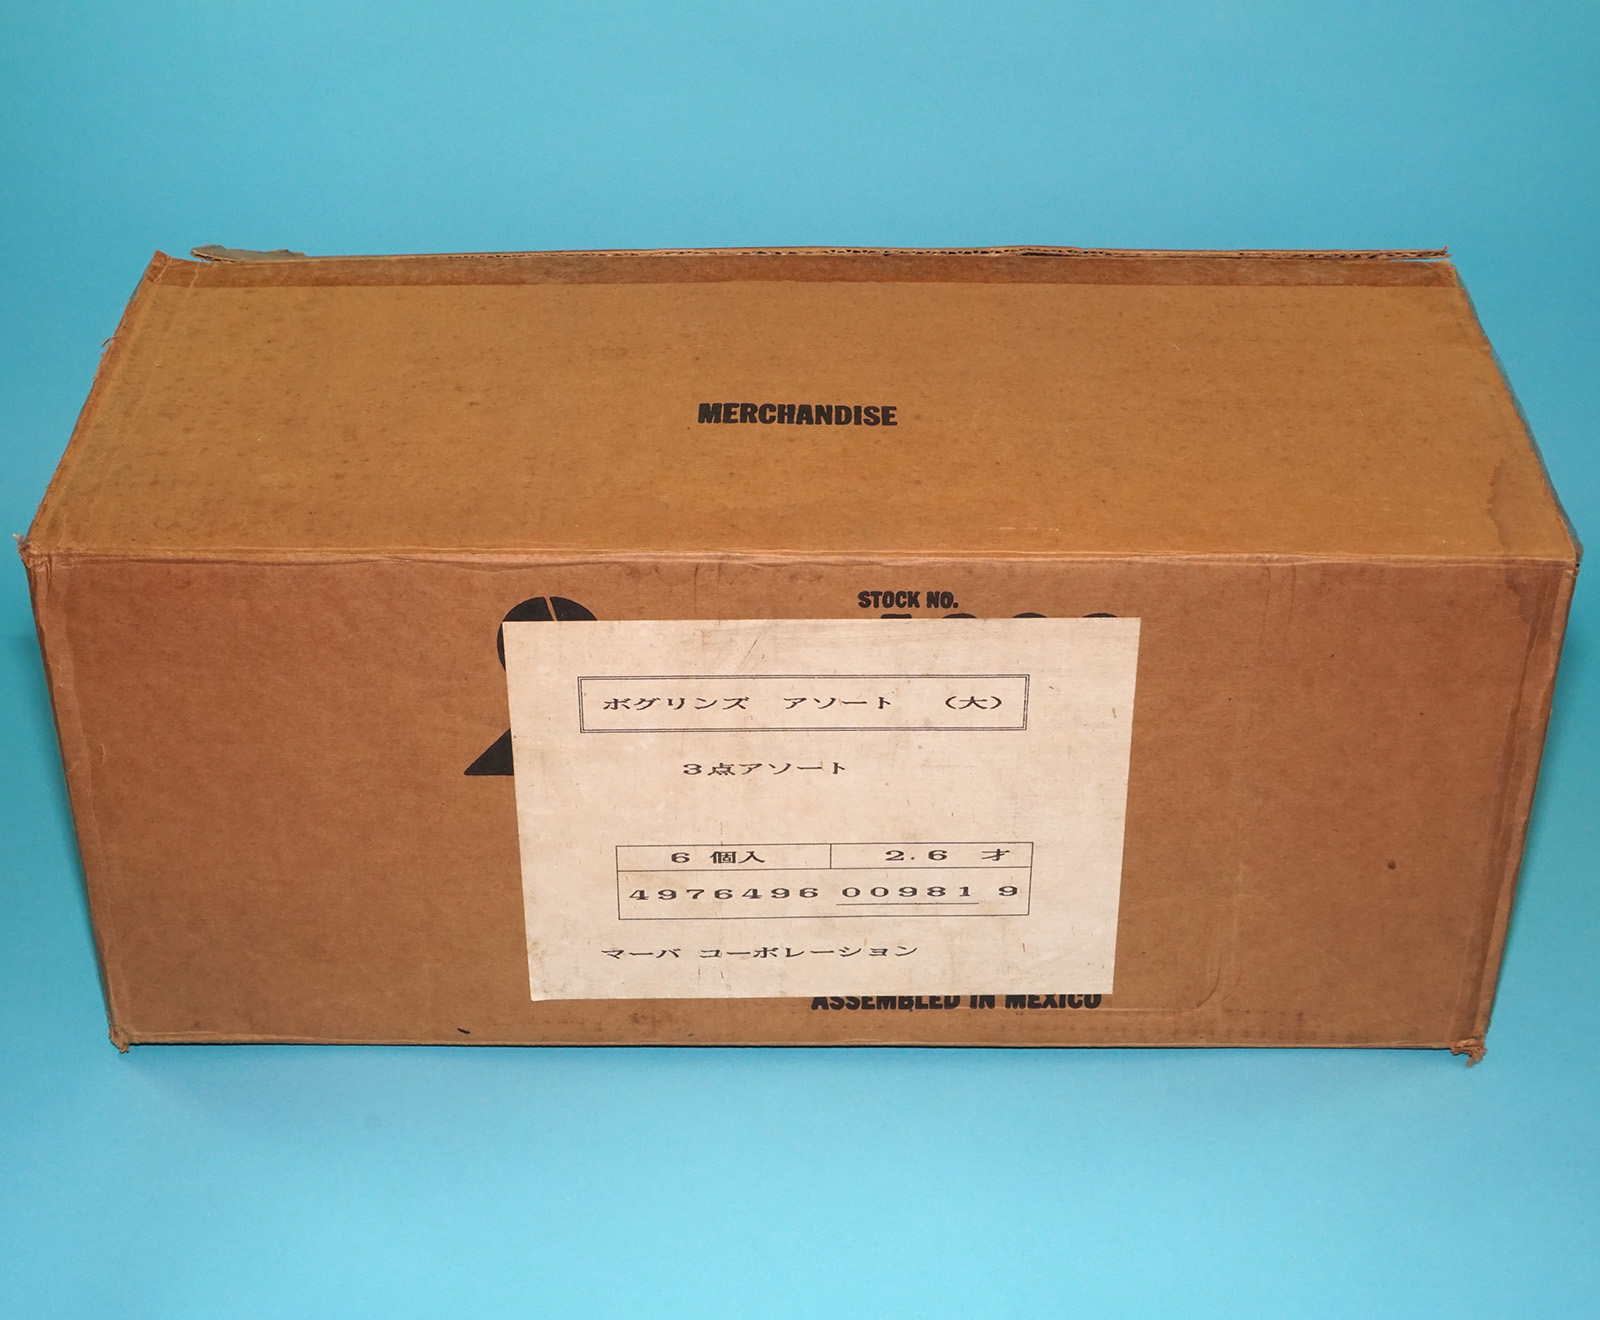 MERCHANDISE
STOCK NO.
ボグリンズ アソート (大)
3点アソート
6 個入 2.6 才
4976496 00981 9
マーバ コーポレーション
ASSEMBLED IN MEXICO